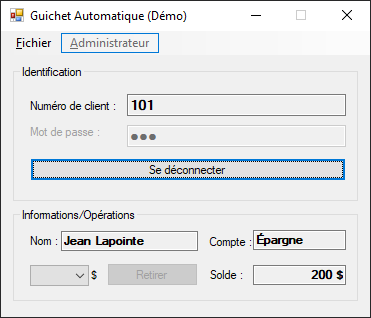 Guichet Automatique (Démo)
Fichier Administrateur
Identification
Numéro de client : 101
Mot de passe : ●●●
Se déconnecter
Informations/Opérations
Nom : Jean Lapointe Compte : Épargne
$ Retirer Solde : 200 $